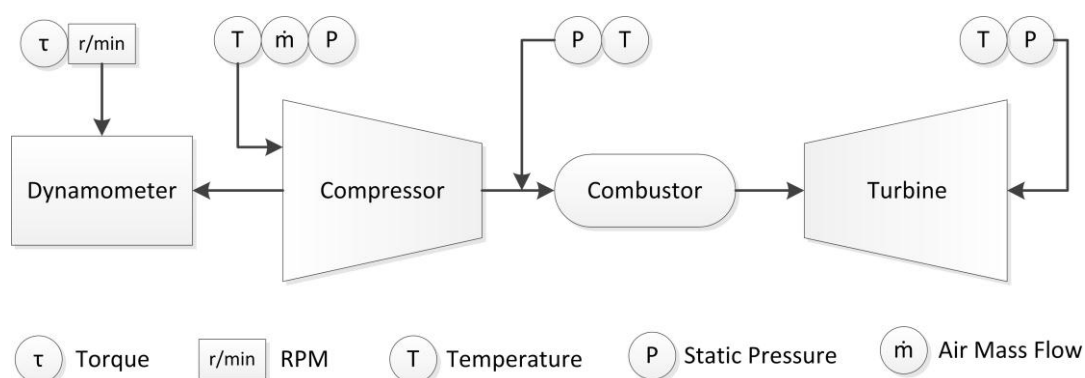 τ r/min T ṁ P P T T P
Dynamometer Compressor Combustor Turbine
τ Torque r/min RPM T Temperature P Static Pressure ṁ Air Mass Flow